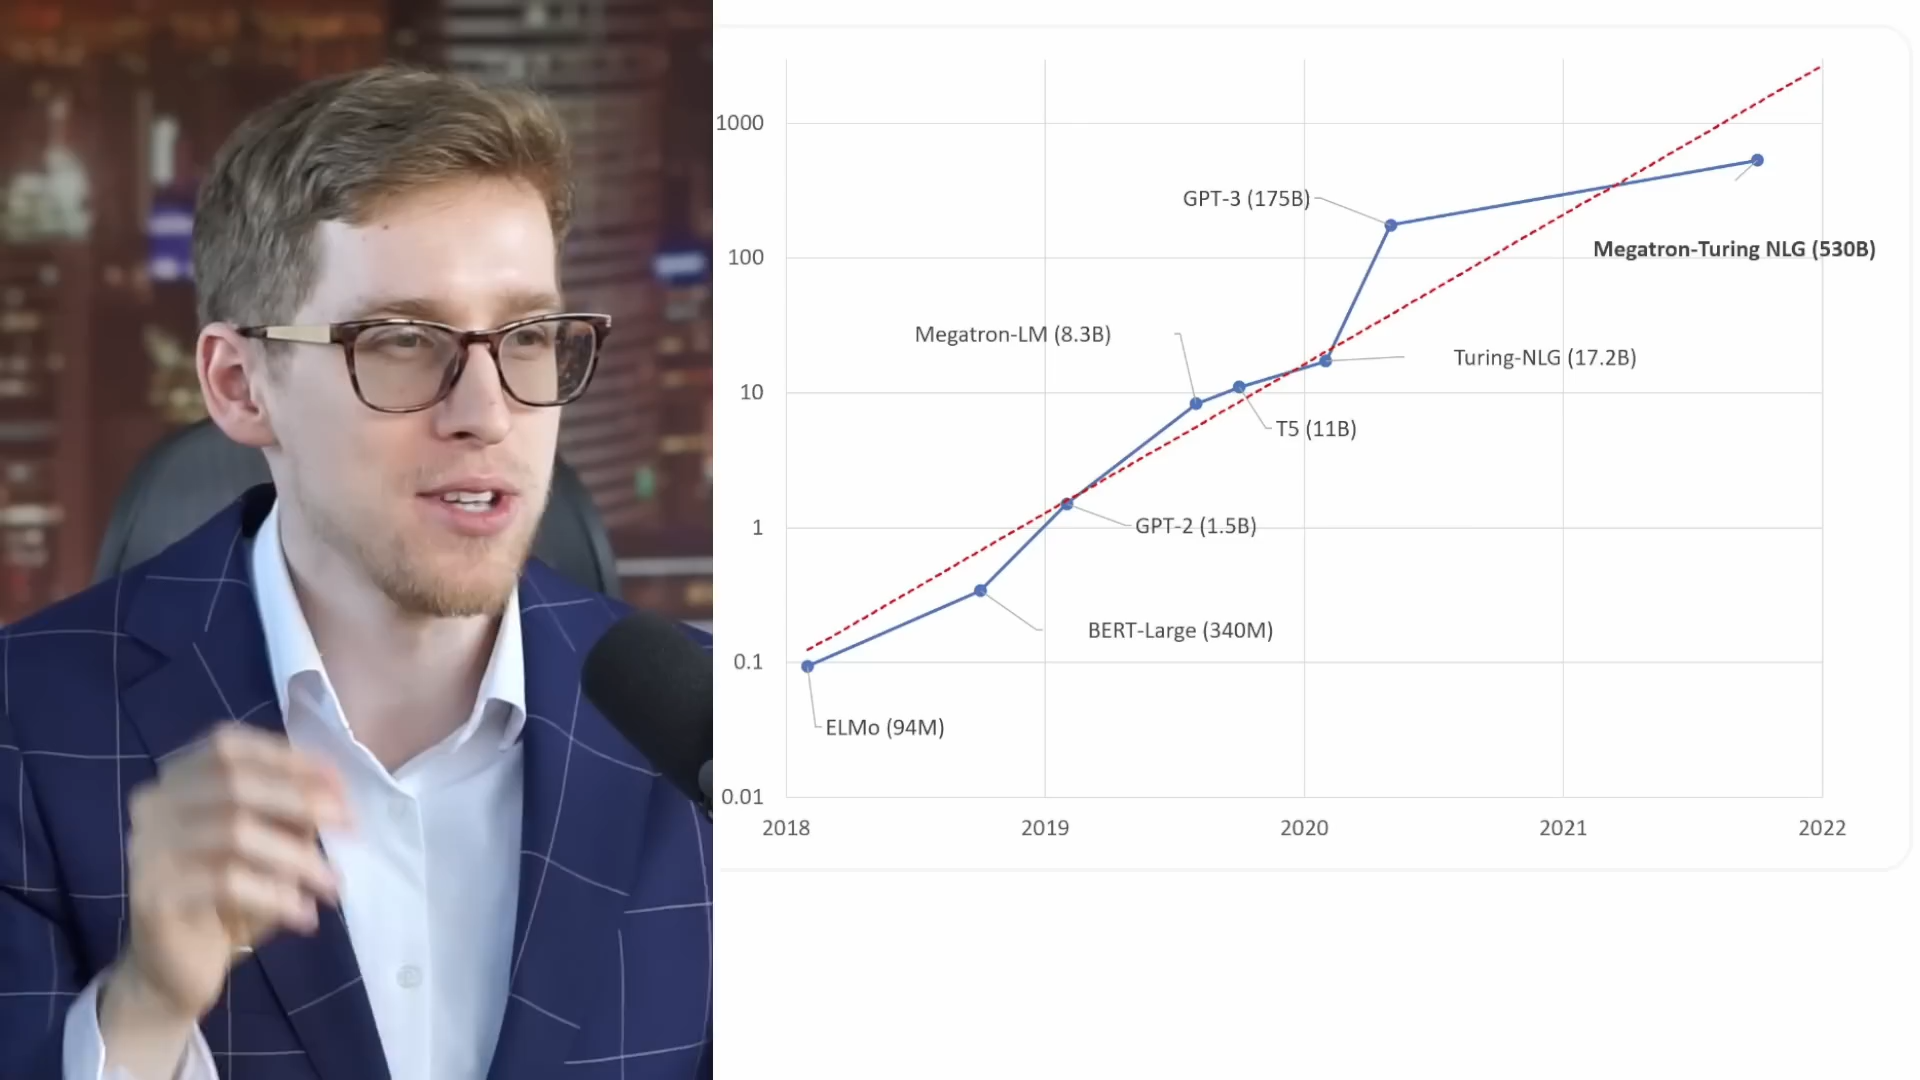 1000
GPT-3 (175B)
Megatron-Turing NLG (530B)
100
Megatron-LM (8.3B)
Turing-NLG (17.2B)
10
T5 (11B)
1
GPT-2 (1.5B)
BERT-Large (340M)
0.1
ELMo (94M)
0.01
2018 2019 2020 2021 2022